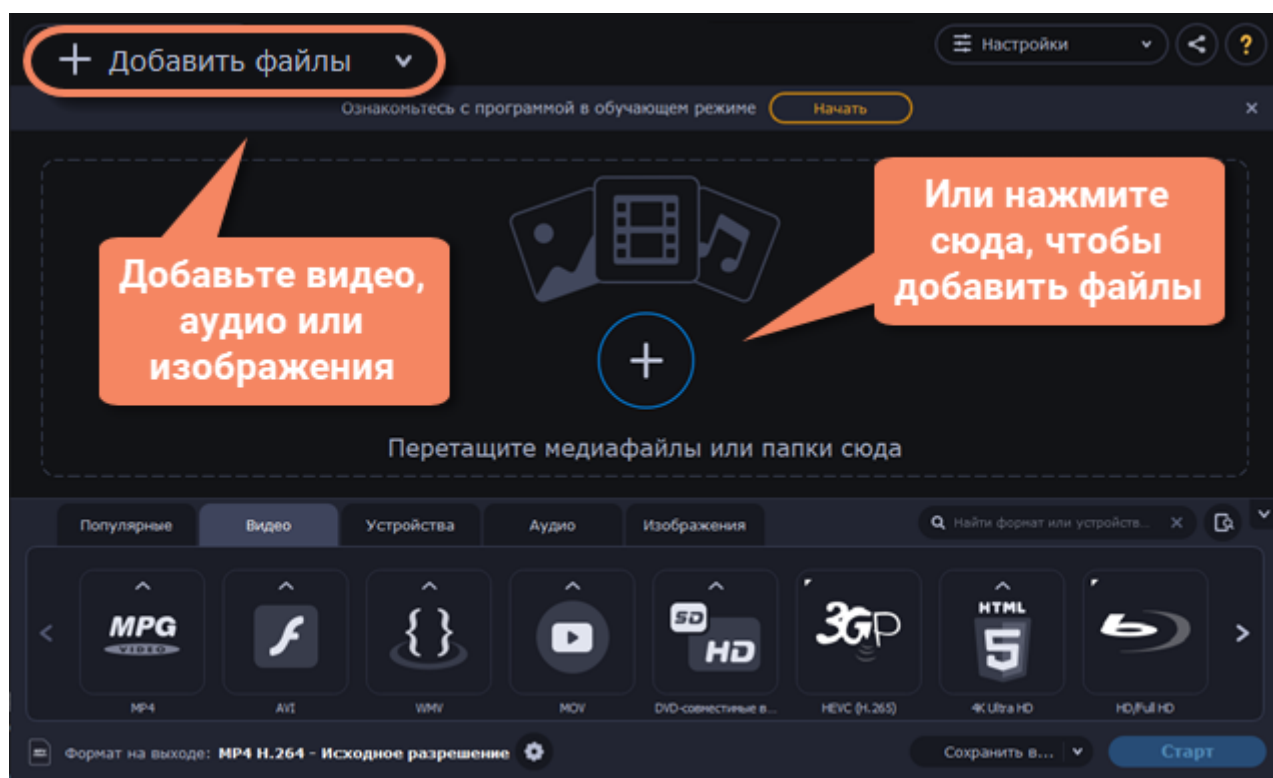 Добавить файлы
Настройки
?
Ознакомьтесь с программой в обучающем режиме
Начать
Добавьте видео,
аудио или
изображения
Или нажмите
сюда, чтобы
добавить файлы
Перетащите медиафайлы или папки сюда
Популярные
Видео
Устройства
Аудио
Изображения
Найти формат или устройств...
MPG
VIDEO
{ }
SD
HD
3GP
HTML
5
MP4
AVI
WMV
MOV
DVD-совместимые в...
HEVC (H.265)
4K Ultra HD
HD/Full HD
Формат на выходе: MP4 H.264 - Исходное разрешение
Сохранить в...
Старт